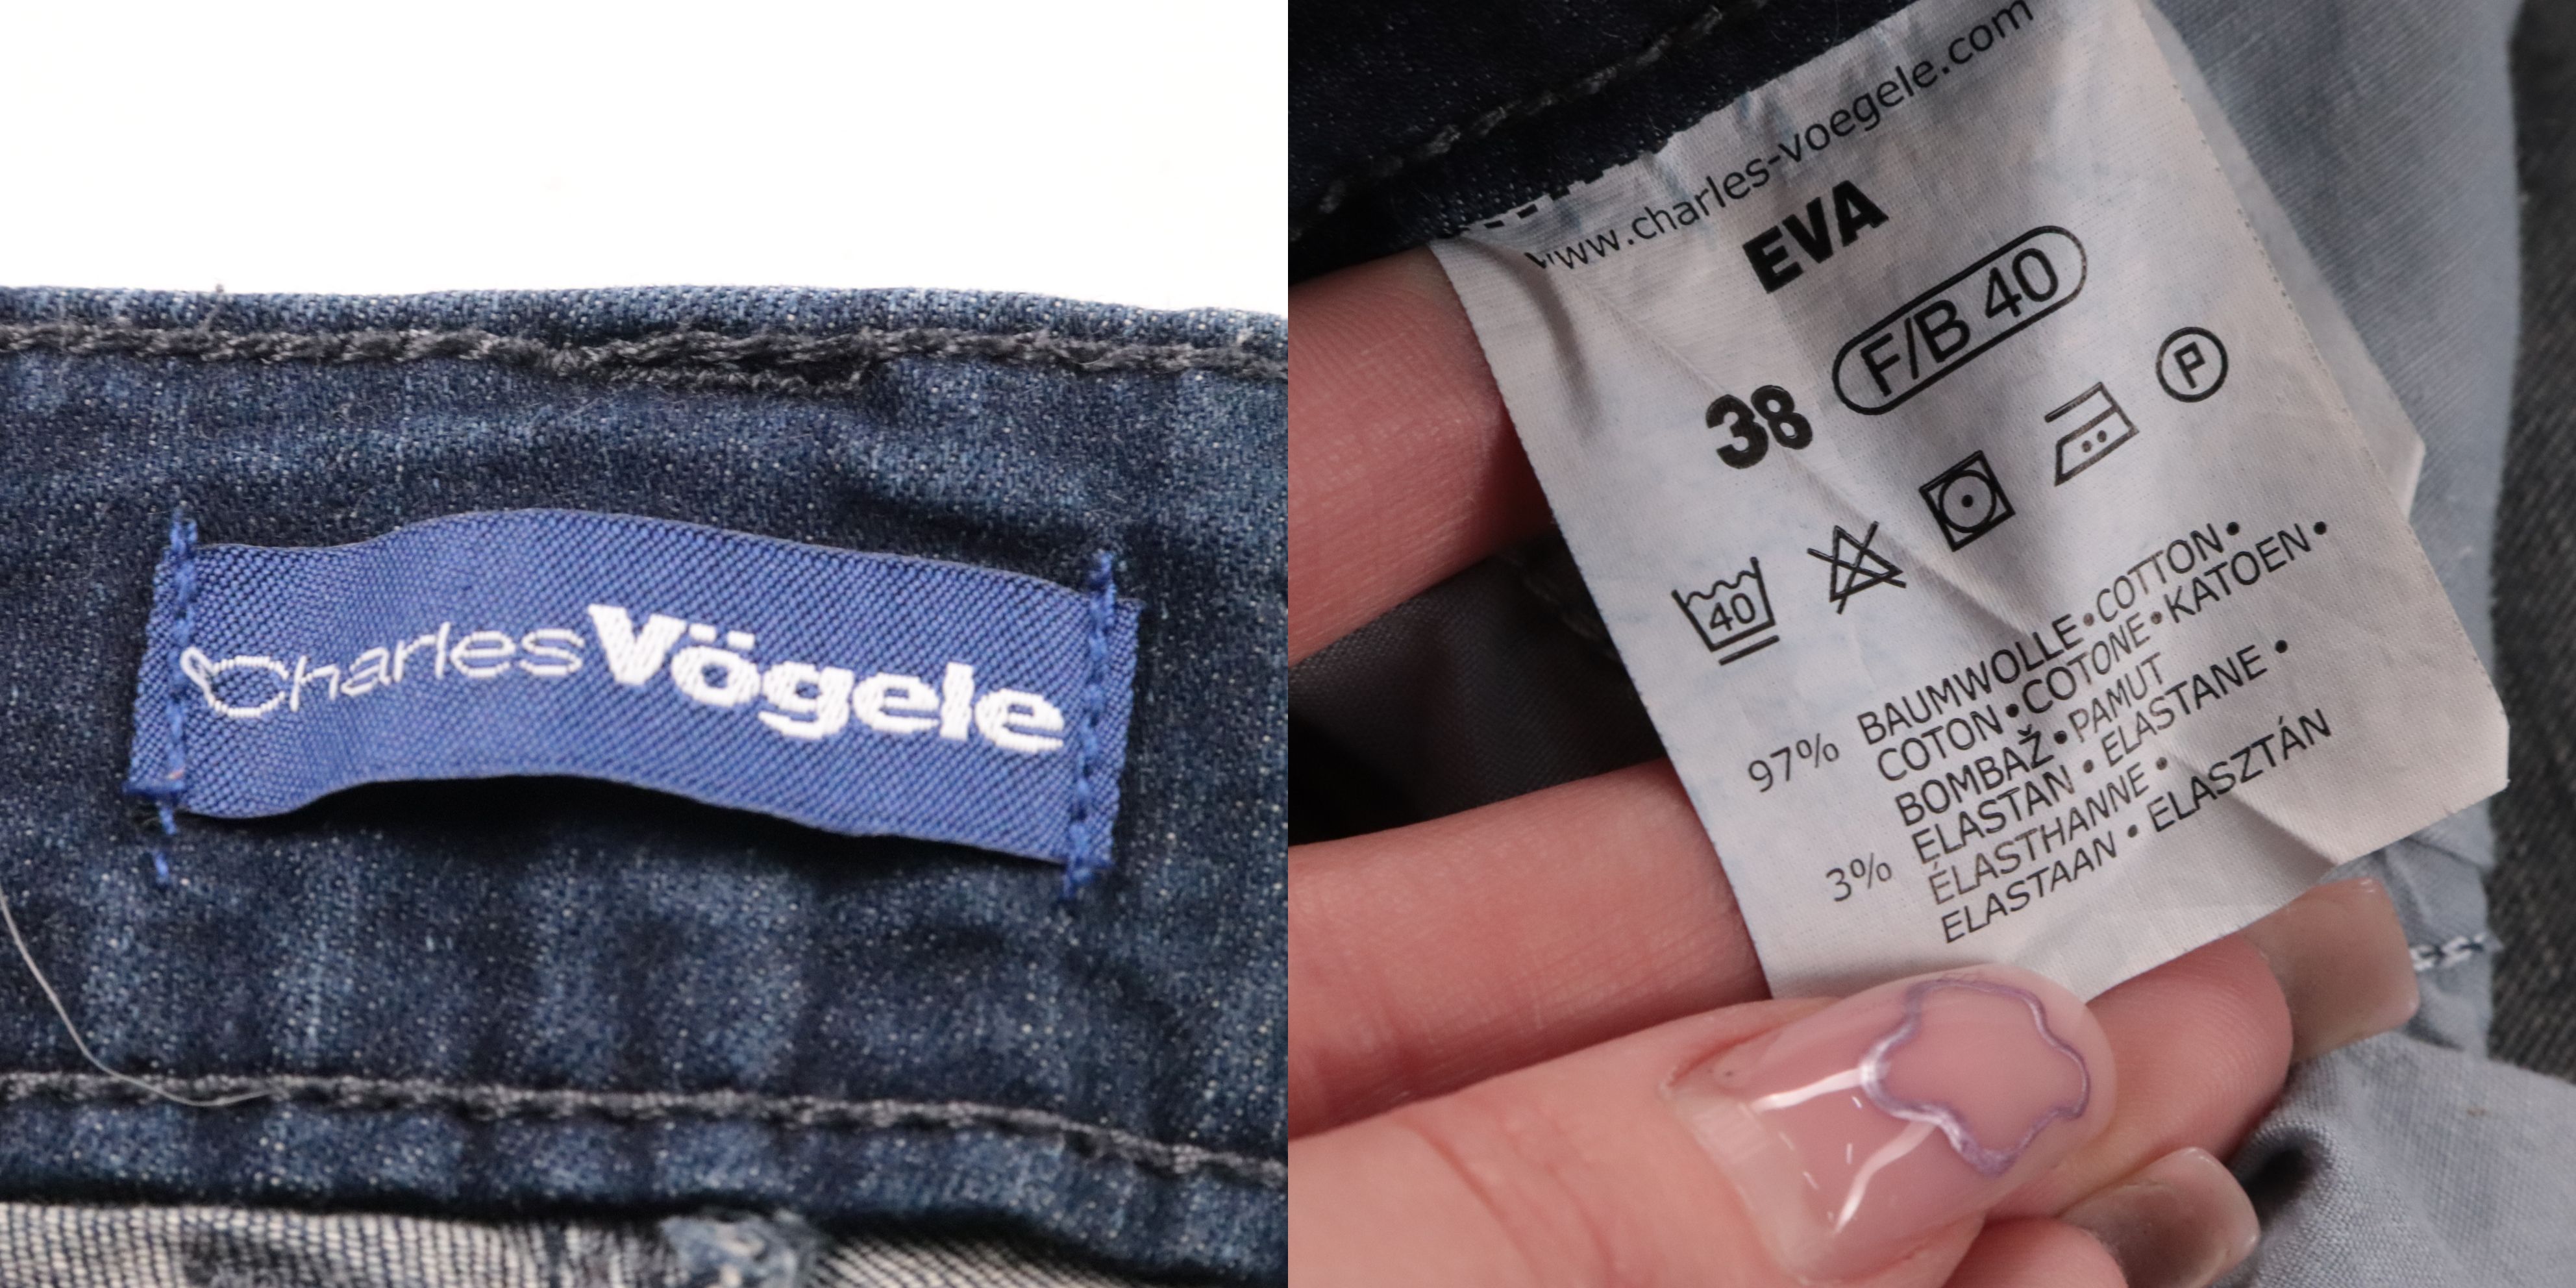 Charles Vögele
www.charles-voegele.com
EVA
38 F/B 40
40 P
97% BAUMWOLLE•COTTON•
COTON•COTONE•KATOEN•
BOMBAŽ•PAMUT
3% ELASTAN•ELASTANE•
ÉLASTHANNE•
ELASTAAN•ELASZTÁN